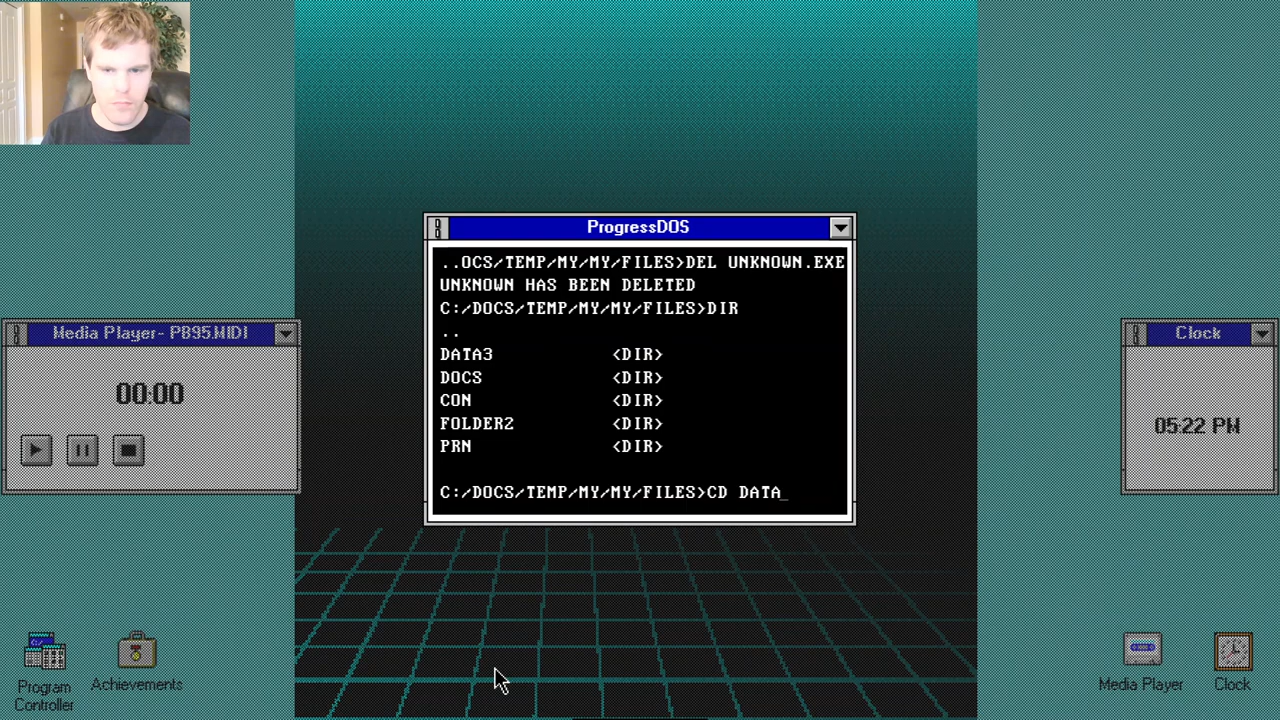 ProgressDOS
..OCS/TEMP/MY/MY/FILES>DEL UNKNOWN.EXE
UNKNOWN HAS BEEN DELETED
C:/DOCS/TEMP/MY/MY/FILES>DIR
..
DATA3 <DIR>
DOCS <DIR>
CON <DIR>
FOLDER2 <DIR>
PRN <DIR>
C:/DOCS/TEMP/MY/MY/FILES>CD DATA_
Media Player- PB95.MIDI
00:00
Clock
05:22 PM
Program
Controller
Achievements
Media Player
Clock